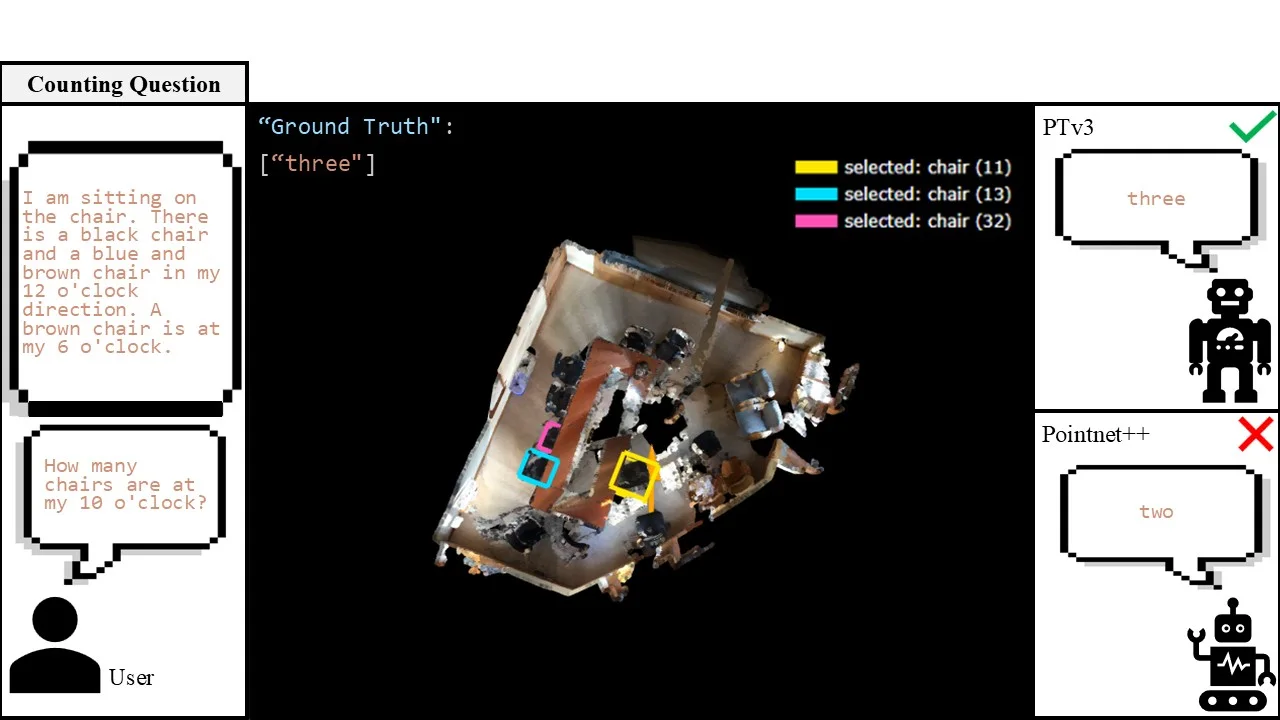 Counting Question
I am sitting on
the chair. There
is a black chair
and a blue and
brown chair in my
12 o'clock
direction. A
brown chair is at
my 6 o'clock.
How many
chairs are at
my 10 o'clock?
User
“Ground Truth":
[“three"]
selected: chair (11)
selected: chair (13)
selected: chair (32)
PTv3
three
Pointnet++
two